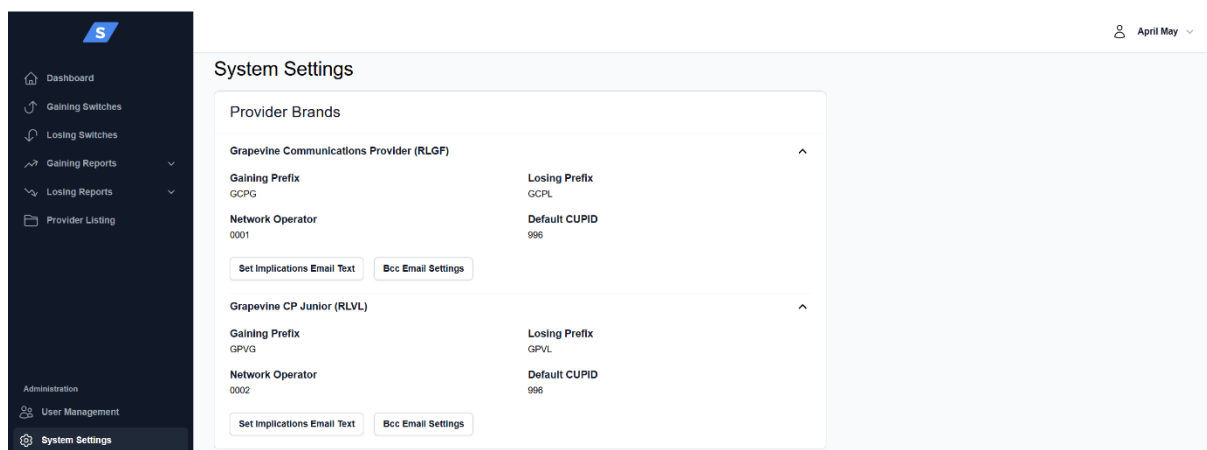 S
April May
Dashboard
Gaining Switches
Losing Switches
Gaining Reports
Losing Reports
Provider Listing
Administration
User Management
System Settings
System Settings
Provider Brands
Grapevine Communications Provider (RLGF)
Gaining Prefix
GCPG
Losing Prefix
GCPL
Network Operator
0001
Default CUPID
996
Set Implications Email Text
Bcc Email Settings
Grapevine CP Junior (RLVL)
Gaining Prefix
GPVG
Losing Prefix
GPVL
Network Operator
0002
Default CUPID
996
Set Implications Email Text
Bcc Email Settings